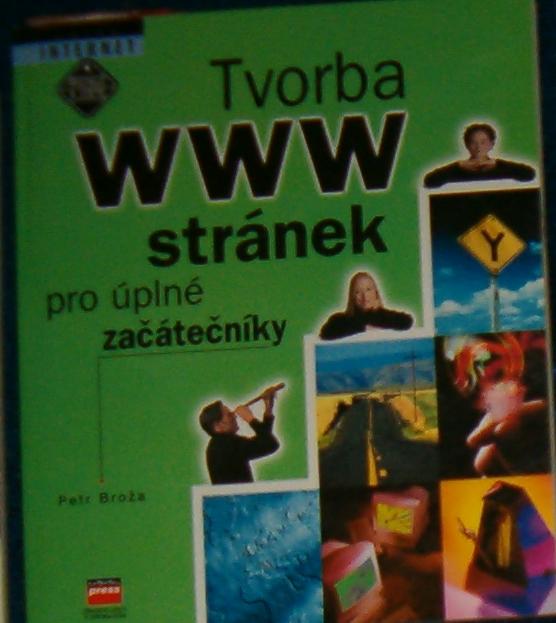 INTERNET
Tvorba
WWW
stránek
pro úplné
začátečníky
Petr Broža
press
Y